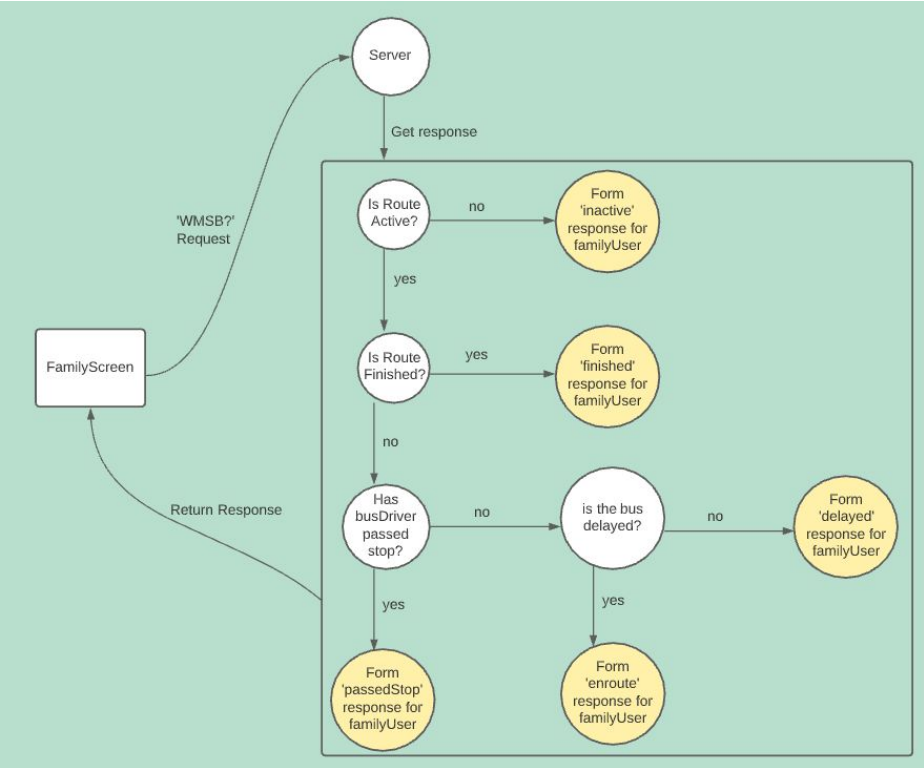 Server
Get response
'WMSB?'
Request
FamilyScreen
Return Response
Is Route
Active?
no
Form
'inactive'
response for
familyUser
yes
Is Route
Finished?
yes
Form
'finished'
response for
familyUser
no
Has
busDriver
passed
stop?
no
is the bus
delayed?
no
Form
'delayed'
response for
familyUser
yes
Form
'passedStop'
response for
familyUser
yes
Form
'enroute'
response for
familyUser